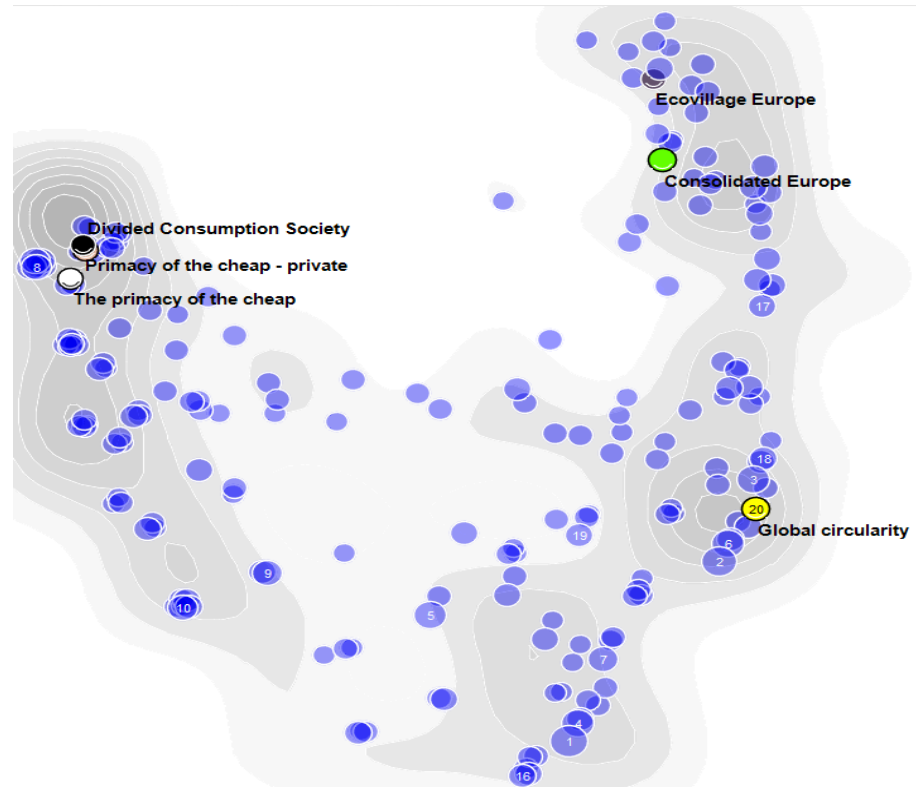 Ecovillage Europe
Consolidated Europe
Divided Consumption Society
8
Primacy of the cheap - private
The primacy of the cheap
17
18
3
20
Global circularity
19
6
2
9
10
5
7
4
1
16